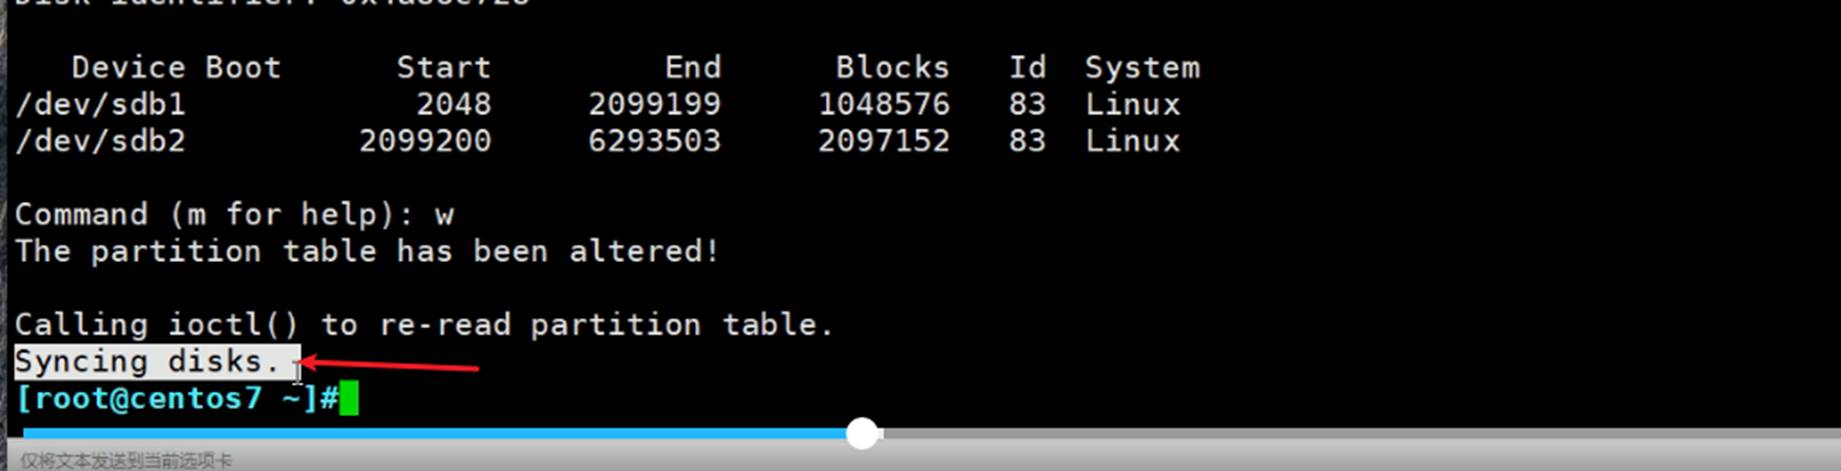 Device Boot      Start         End      Blocks   Id  System
/dev/sdb1            2048     2099199     1048576   83  Linux
/dev/sdb2         2099200     6293503     2097152   83  Linux
Command (m for help): w
The partition table has been altered!
Calling ioctl() to re-read partition table.
Syncing disks.
[root@centos7 ~]#
仅将文本发送到当前选项卡